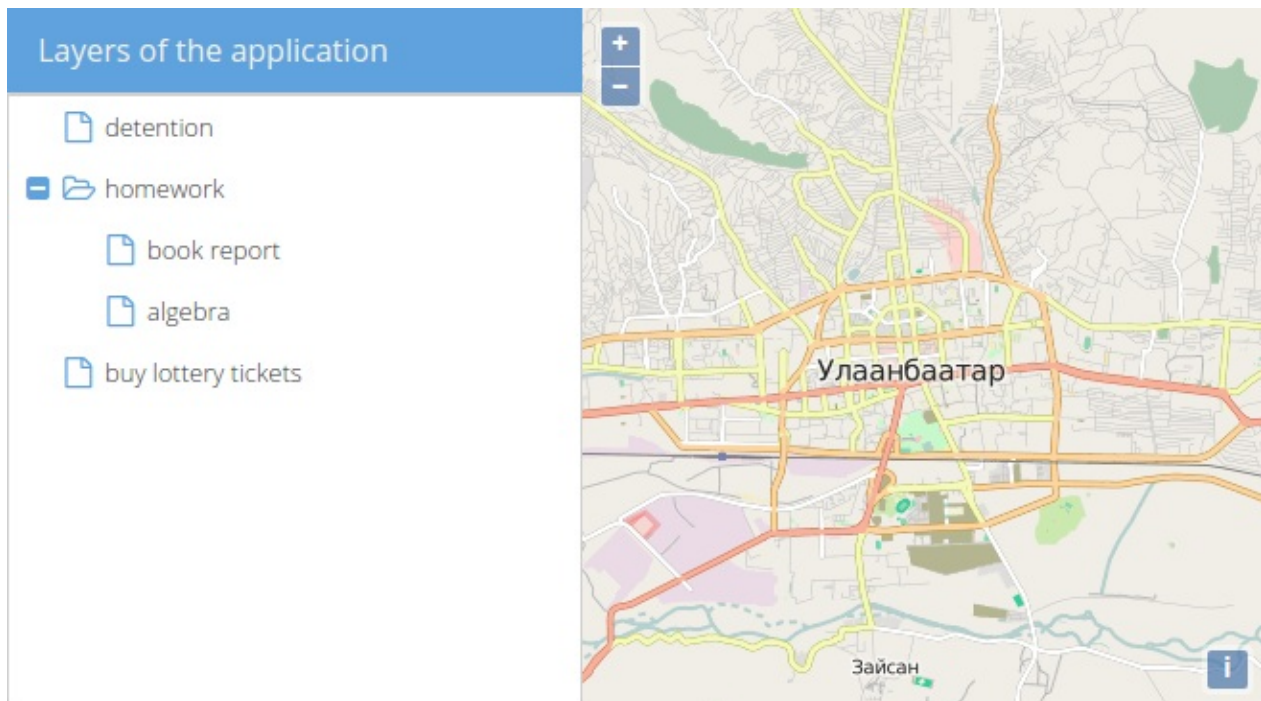 Layers of the application
detention
homework
book report
algebra
buy lottery tickets
+
−
Улаанбаатар
Зайсан
i